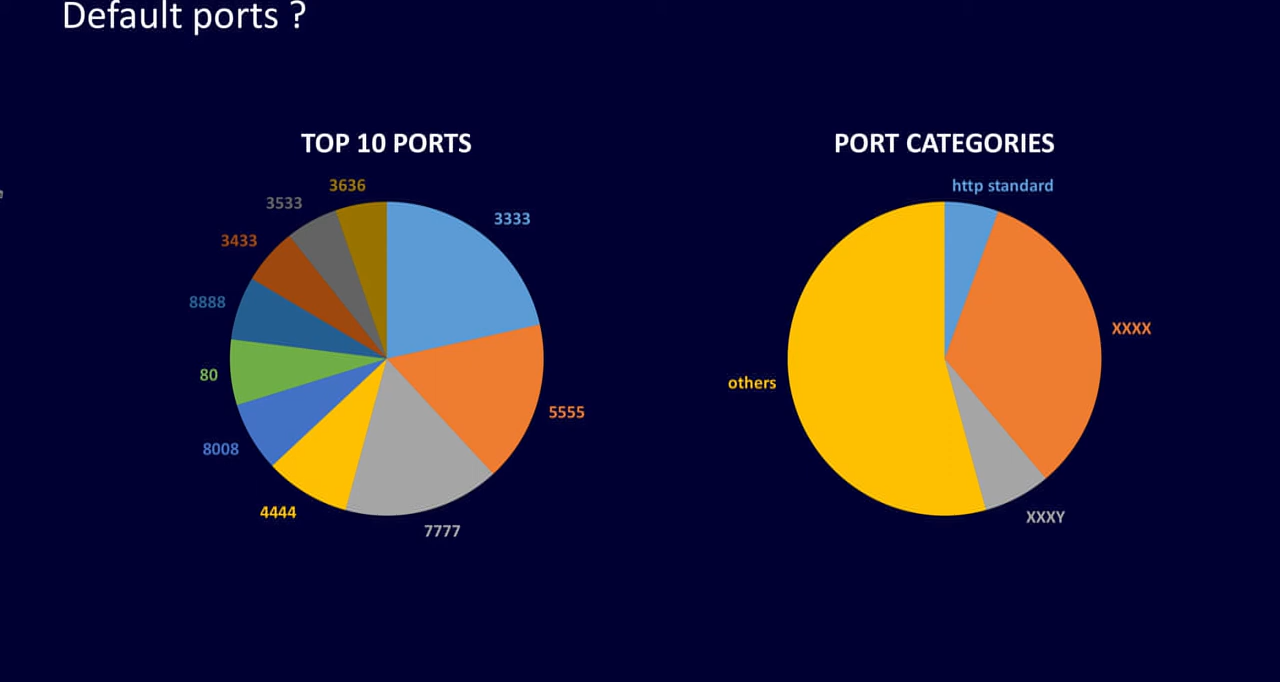 Default ports ?
TOP 10 PORTS
3636
3333
3533
3433
8888
5555
80
8008
4444
7777
PORT CATEGORIES
http standard
XXXX
others
XXXY